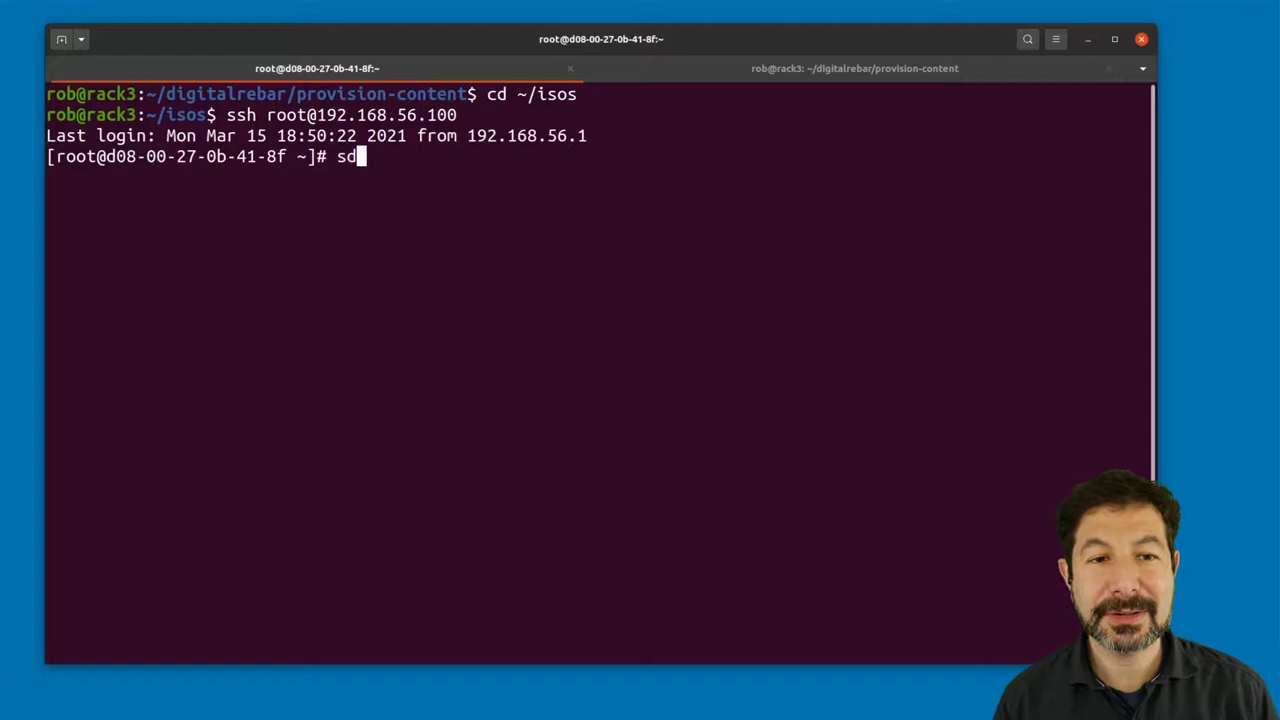 root@d08-00-27-0b-41-8f:~
root@d08-00-27-0b-41-8f:~
rob@rack3: ~/digitalrebar/provision-content
rob@rack3:~/digitalrebar/provision-content$ cd ~/isos
rob@rack3:~/isos$ ssh root@192.168.56.100
Last login: Mon Mar 15 18:50:22 2021 from 192.168.56.1
[root@d08-00-27-0b-41-8f ~]# sd